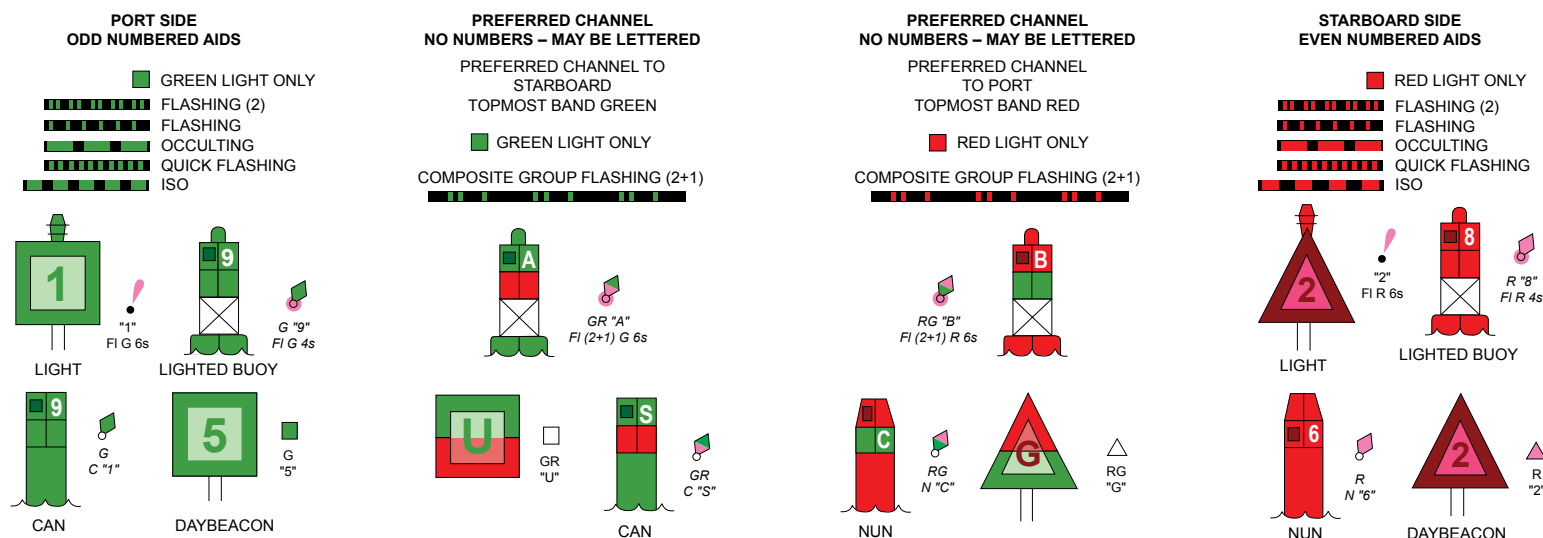 PORT SIDE
ODD NUMBERED AIDS
GREEN LIGHT ONLY
FLASHING (2)
FLASHING
OCCULTING
QUICK FLASHING
ISO
1
"1"
Fl G 6s
LIGHT
9
G "9"
Fl G 4s
LIGHTED BUOY
9
G
C "1"
CAN
5
G
"5"
DAYBEACON
PREFERRED CHANNEL
NO NUMBERS – MAY BE LETTERED
PREFERRED CHANNEL TO
STARBOARD
TOPMOST BAND GREEN
GREEN LIGHT ONLY
COMPOSITE GROUP FLASHING (2+1)
A
GR "A"
Fl (2+1) G 6s
U
GR
"U"
S
GR
C "S"
CAN
PREFERRED CHANNEL
NO NUMBERS – MAY BE LETTERED
PREFERRED CHANNEL
TO PORT
TOPMOST BAND RED
RED LIGHT ONLY
COMPOSITE GROUP FLASHING (2+1)
RG "B"
Fl (2+1) R 6s
B
C
RG
N "C"
NUN
G
RG
"G"
STARBOARD SIDE
EVEN NUMBERED AIDS
RED LIGHT ONLY
FLASHING (2)
FLASHING
OCCULTING
QUICK FLASHING
ISO
2
"2"
Fl R 6s
LIGHT
8
R "8"
Fl R 4s
LIGHTED BUOY
6
R
N "6"
NUN
2
R
"2"
DAYBEACON